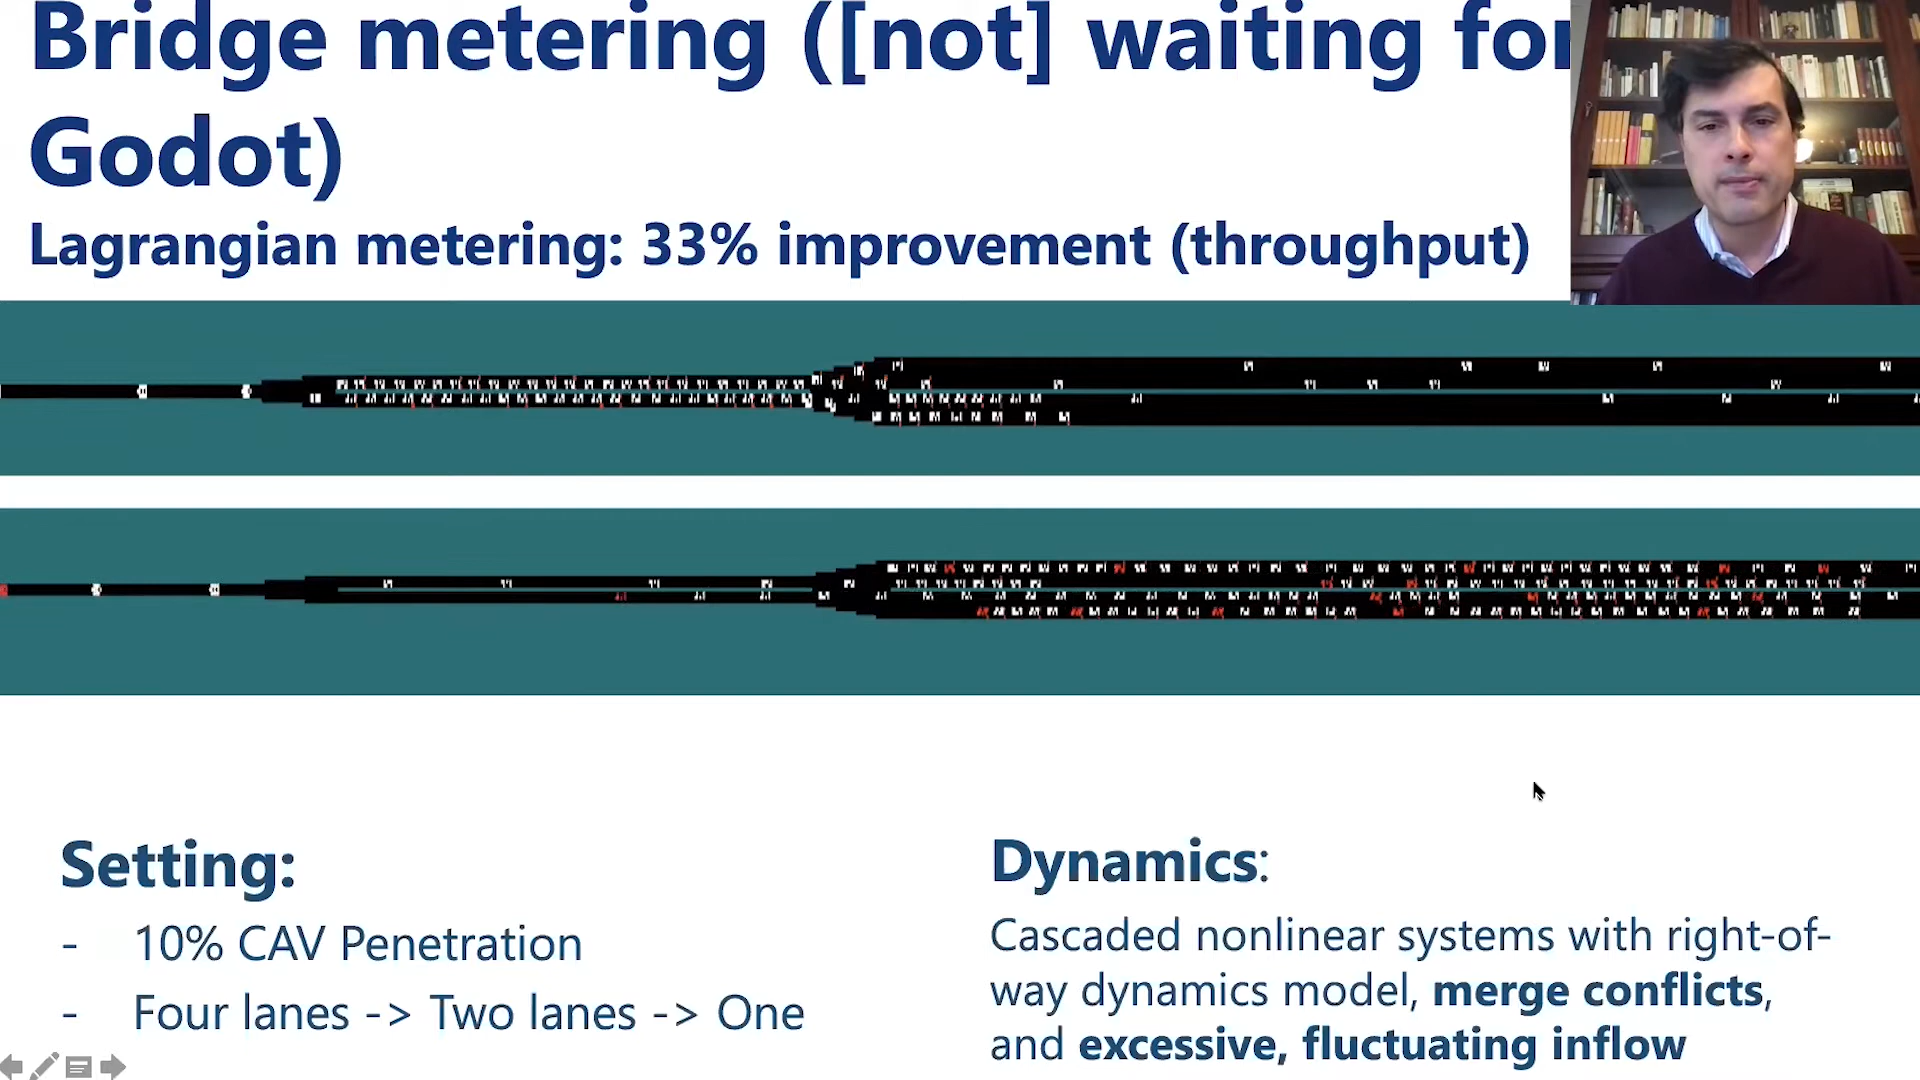 Bridge metering ([not] waiting for
Godot)
Lagrangian metering: 33% improvement (throughput)
Setting:
- 10% CAV Penetration
- Four lanes -> Two lanes -> One
Dynamics:
Cascaded nonlinear systems with right-of-
way dynamics model, merge conflicts,
and excessive, fluctuating inflow